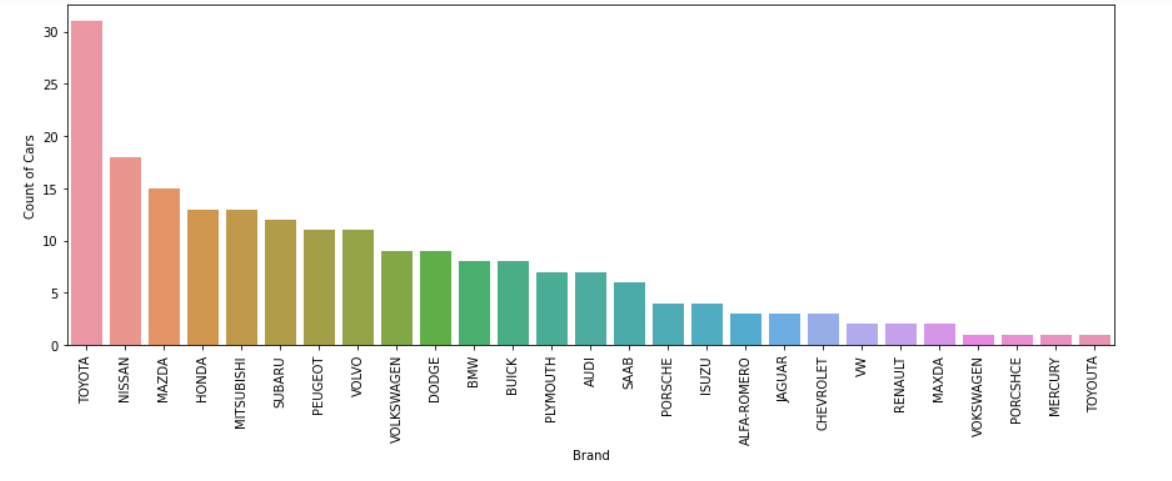 30
25
20
15
10
5
0
Count of Cars
TOYOTA
NISSAN
MAZDA
HONDA
MITSUBISHI
SUBARU
PEUGEOT
VOLVO
VOLKSWAGEN
DODGE
BMW
BUICK
PLYMOUTH
AUDI
SAAB
PORSCHE
ISUZU
ALFA-ROMERO
JAGUAR
CHEVROLET
VW
RENAULT
MAXDA
VOKSWAGEN
PORCSHCE
MERCURY
TOYOUTA
Brand